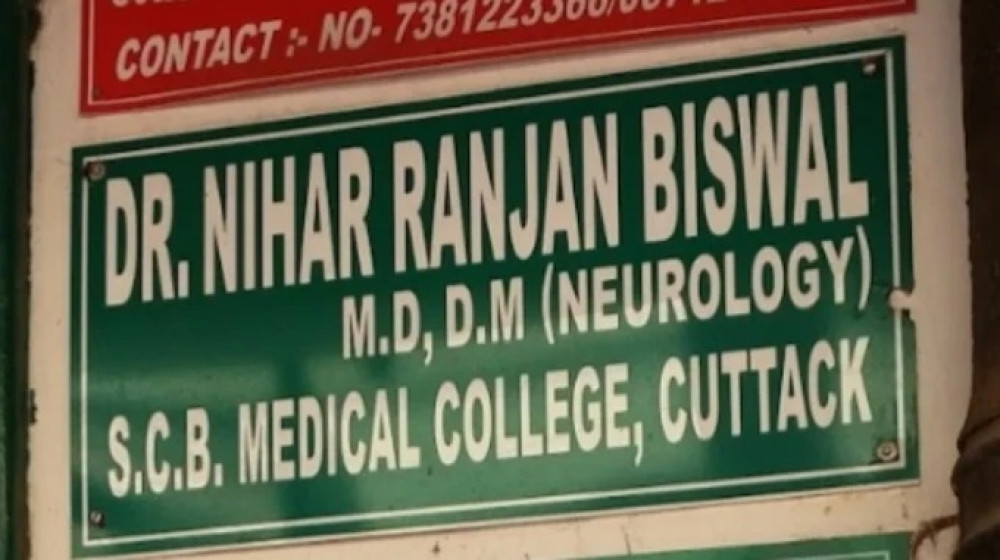 CONTACT :- NO- 7381223366/
DR. NIHAR RANJAN BISWAL
M.D, D.M (NEUROLOGY)
S.C.B. MEDICAL COLLEGE, CUTTACK